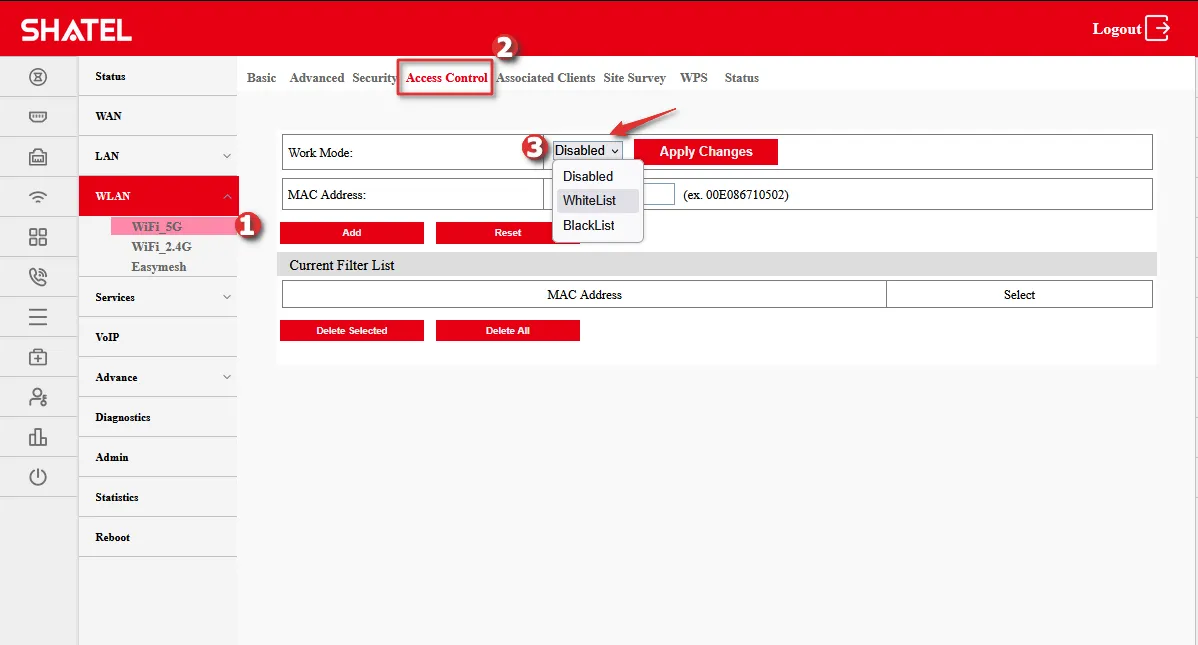 SHATEL
Logout
2
Status
WAN
LAN
WLAN
WiFi_5G
1
WiFi_2.4G
Easymesh
Services
VoIP
Advance
Diagnostics
Admin
Statistics
Reboot
Basic Advanced Security Access Control Associated Clients Site Survey WPS Status
Work Mode: 3 Disabled Apply Changes
Disabled
WhiteList
BlackList
MAC Address: (ex. 00E086710502)
Add Reset
Current Filter List
MAC Address Select
Delete Selected Delete All